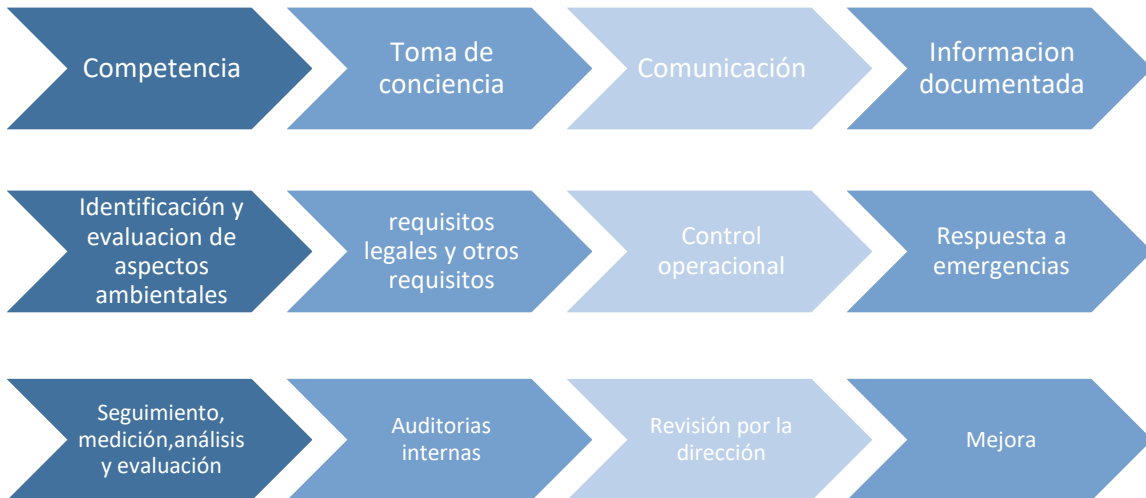 Competencia
Toma de
conciencia
Comunicación
Informacion
documentada
Identificación y
evaluacion de
aspectos
ambientales
requisitos
legales y otros
requisitos
Control
operacional
Respuesta a
emergencias
Seguimiento,
medición,análisis
y evaluación
Auditorias
internas
Revisión por la
dirección
Mejora